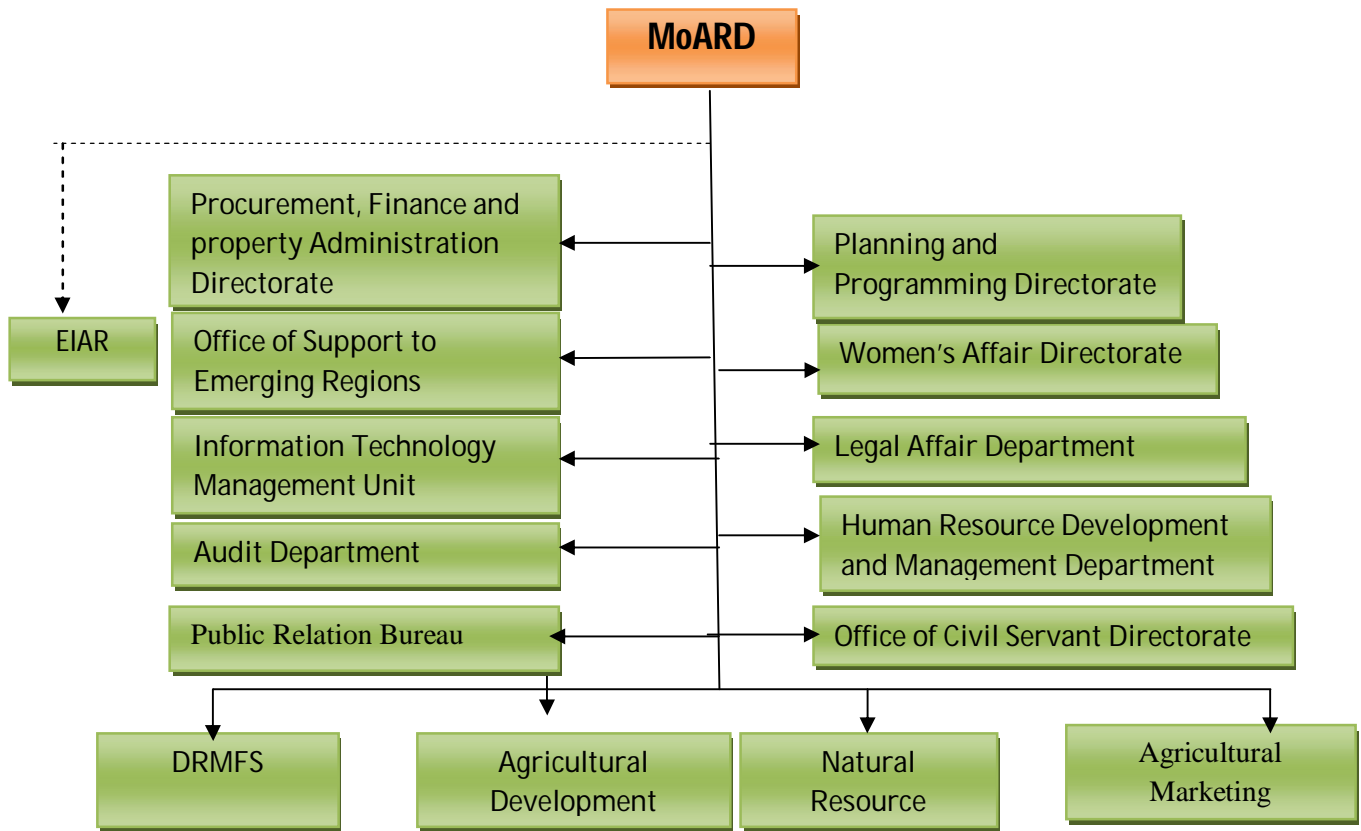 MoARD
Procurement, Finance and
property Administration
Directorate
Planning and
Programming Directorate
EIAR
Office of Support to
Emerging Regions
Women's Affair Directorate
Information Technology
Management Unit
Legal Affair Department
Audit Department
Human Resource Development
and Management Department
Public Relation Bureau
Office of Civil Servant Directorate
DRMFS
Agricultural
Development
Natural
Resource
Agricultural
Marketing